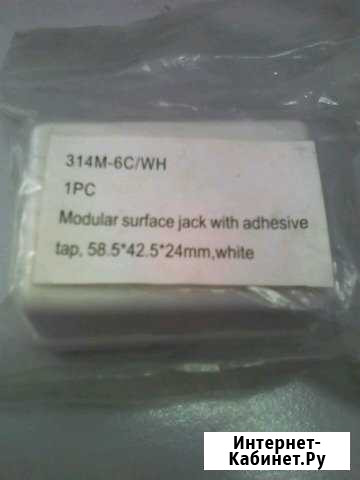 314M-6C/WH
1PC
Modular surface jack with adhesive
tap, 58.5*42.5*24mm,white
Интернет-
Кабинет.Ру